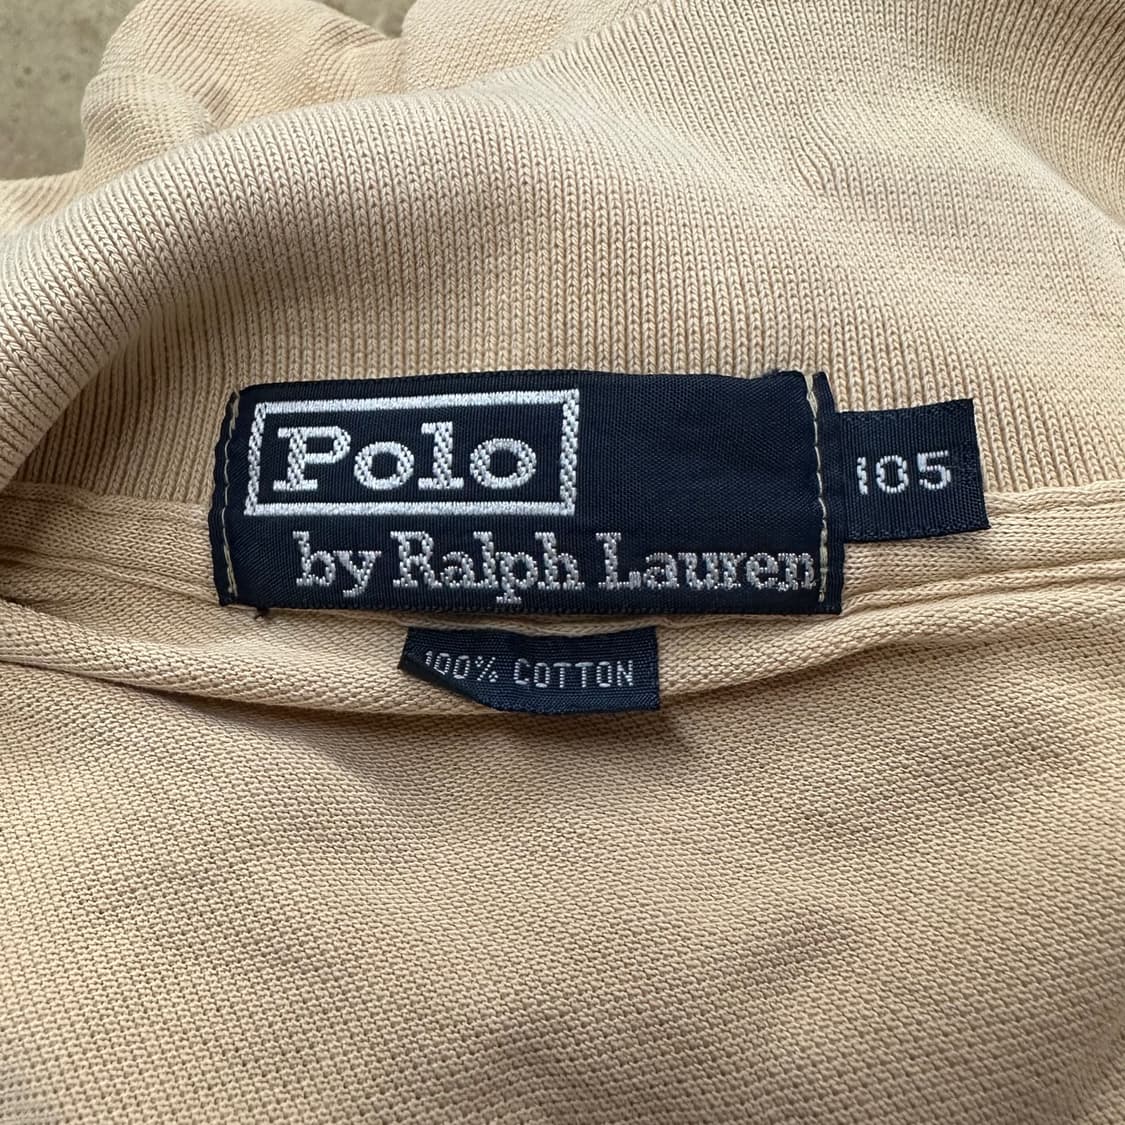 Polo
by Ralph Lauren
105
100% COTTON